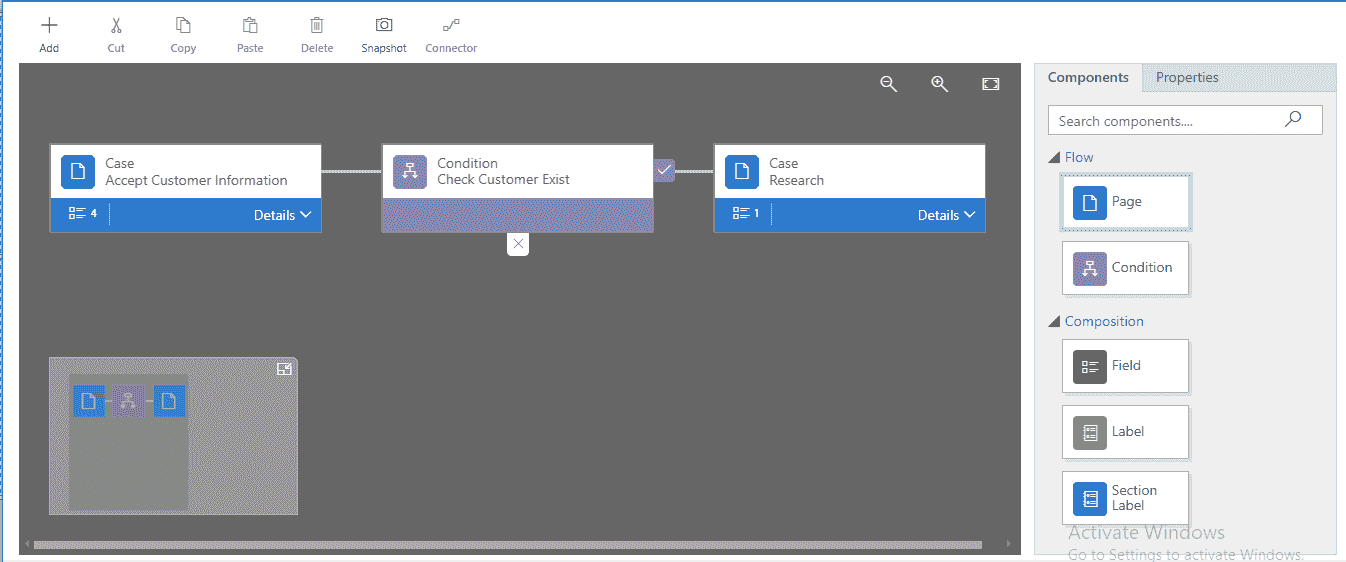 Add Cut Copy Paste Delete Snapshot Connector
Components Properties
Search components....
Flow
Page
Condition
Composition
Field
Label
Section
Label
Case
Accept Customer Information
4 Details
Condition
Check Customer Exist
Case
Research
1 Details
Activate Windows
Go to Settings to activate Windows.